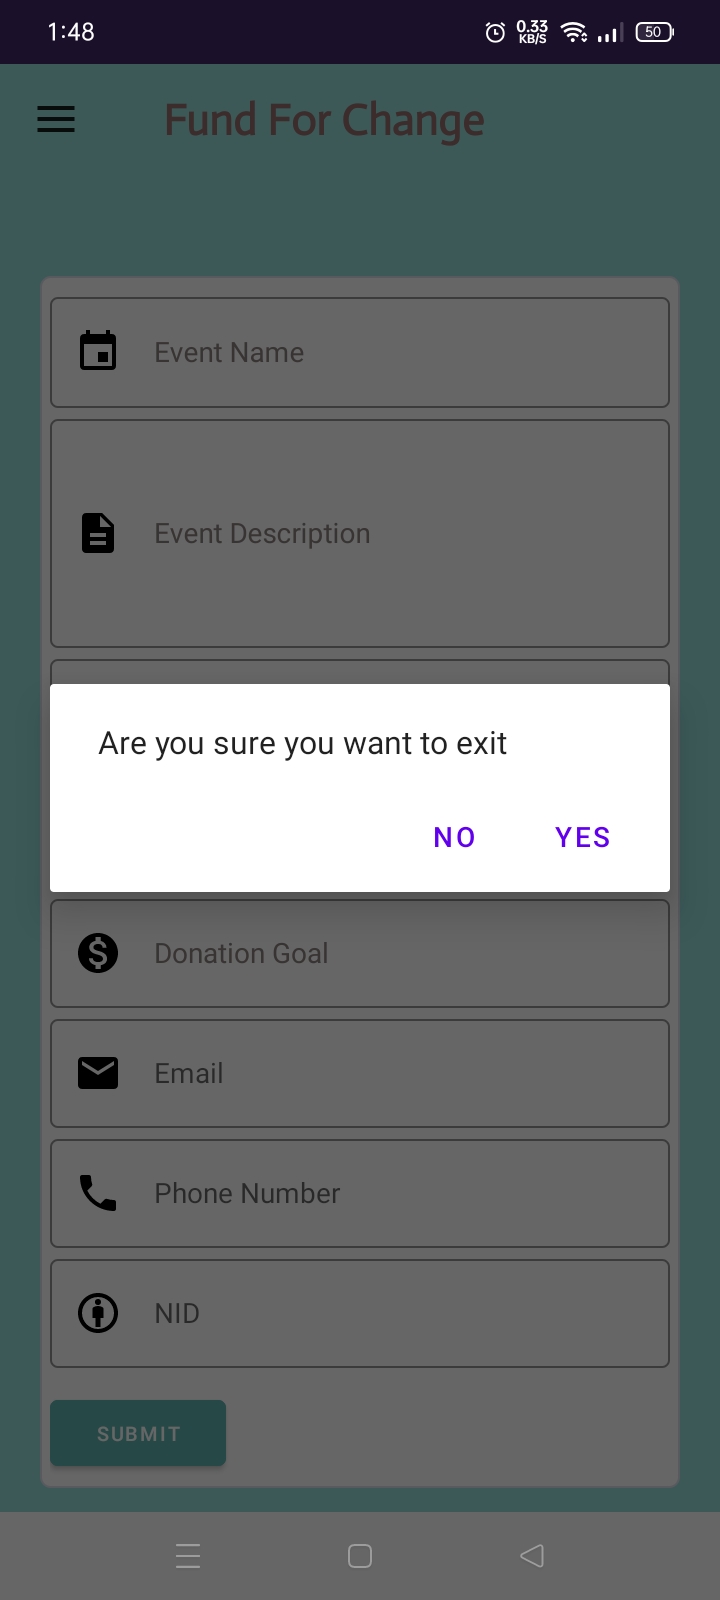 1:48
0.33
KB/S
50
Fund For Change
Event Name
Event Description
Are you sure you want to exit
NO YES
Donation Goal
Email
Phone Number
NID
SUBMIT